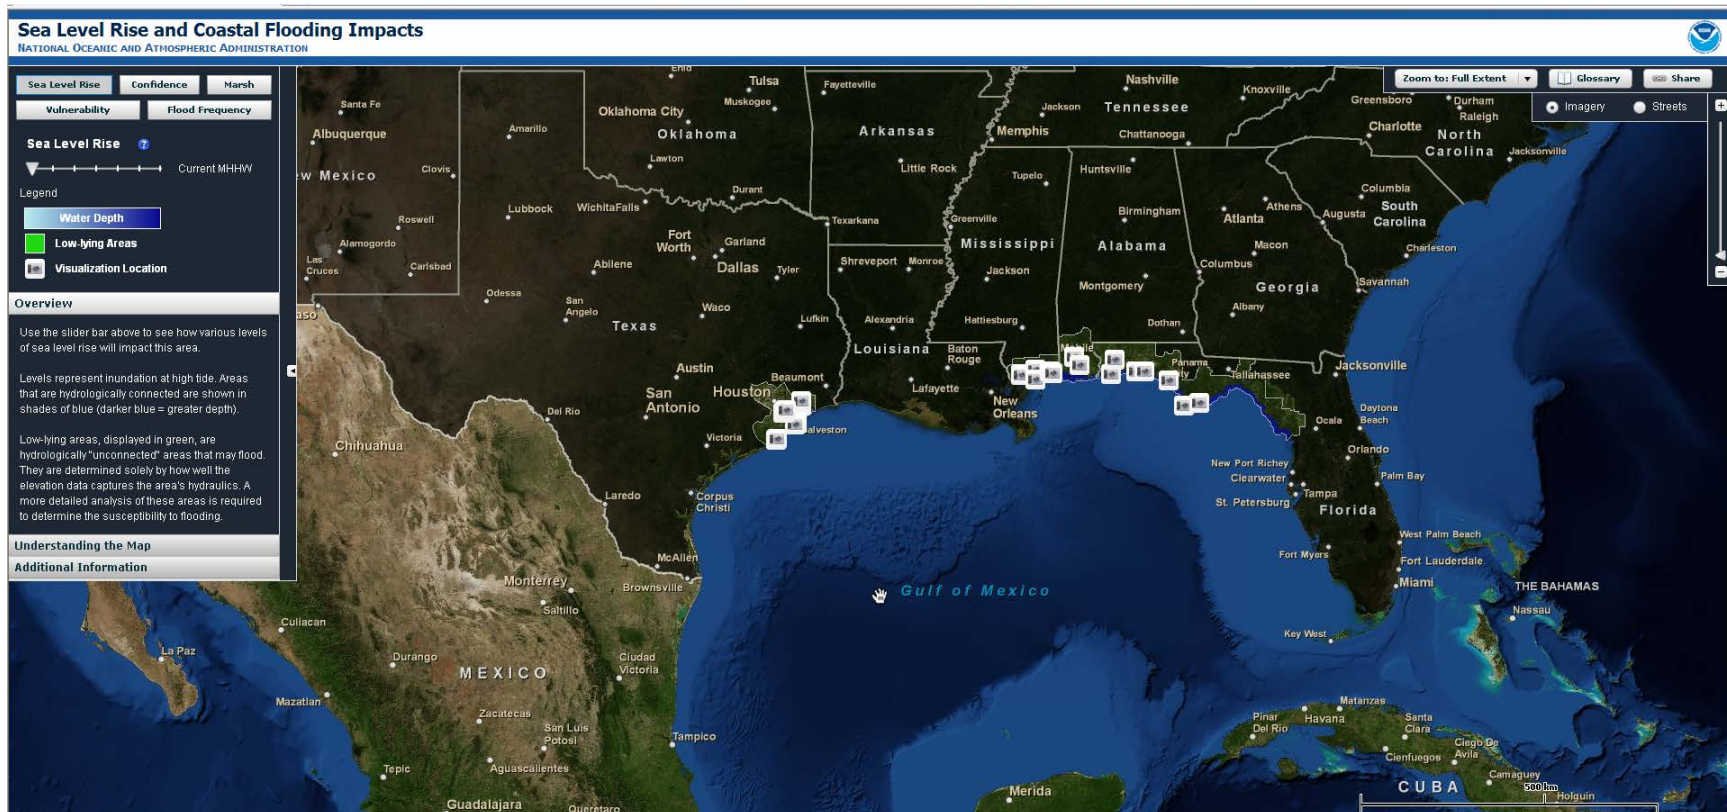 Sea Level Rise and Coastal Flooding Impacts
NATIONAL OCEANIC AND ATMOSPHERIC ADMINISTRATION
Sea Level Rise
Confidence
Marsh
Vulnerability
Flood Frequency
Sea Level Rise ?
Current MHHW
Legend
Water Depth
Low-lying Areas
Visualization Location
Overview
Use the slider bar above to see how various levels
of sea level rise will impact this area.
Levels represent inundation at high tide. Areas
that are hydrologically connected are shown in
shades of blue (darker blue = greater depth).
Low-lying areas, displayed in green, are
hydrologically "unconnected" areas that may flood.
They are determined solely by how well the
elevation data captures the area's hydraulics. A
more detailed analysis of these areas is required
to determine the susceptibility to flooding.
Understanding the Map
Additional Information
Zoom to: Full Extent
Glossary
Share
Imagery
Streets
Enid
Tulsa
Fayetteville
Nashville
Knoxville
Greensboro
Durham
Raleigh
Santa Fe
Oklahoma City
Muskogee
Jackson
Tennessee
Albuquerque
Amarillo
Oklahoma
Arkansas
Memphis
Chattanooga
Charlotte
North
Carolina
Jacksonville
w Mexico
Clovis
Lawton
Little Rock
Tupelo
Huntsville
Durant
Columbia
Lubbock
Wichita Falls
Roswell
Texarkana
Greenville
Birmingham
Atlanta
Athens
Augusta
South
Carolina
Alamogordo
Fort
Worth
Garland
Mississippi
Alabama
Macon
Charleston
Las
Cruces
Carlsbad
Abilene
Dallas
Tyler
Shreveport
Monroe
Jackson
Columbus
Odessa
San
Angelo
Waco
Montgomery
Georgia
Savannah
aso
Texas
Lufkin
Alexandria
Hattiesburg
Dothan
Albany
Louisiana
Baton
Rouge
Mobile
Panama
Austin
Beaumont
Tallahassee
Jacksonville
San
Antonio
Houston
Lafayette
New
Orleans
Del Rio
Victoria
alveston
Ocala
Daytona
Beach
Chihuahua
Orlando
New Port Richey
Clearwater
Palm Bay
Laredo
Corpus
Christi
St. Petersburg
Tampa
Florida
West Palm Beach
McAllen
Fort Myers
Fort Lauderdale
Monterrey
Brownsville
Miami
THE BAHAMAS
Gulf of Mexico
Saltillo
Nassau
Culiacan
Key West
La Paz
Durango
Ciudad
Victoria
MEXICO
Mazatlan
Matanzas
Zacatecas
Pinar
Del Rio
Havana
Santa
Clara
San Luis
Potosi
Tampico
Ciego De
Avila
Cienfuegos
Tepic
Aguascalientes
Camaguey
Merida
CUBA
500 km
Holguin
Guadalajara
Queretaro